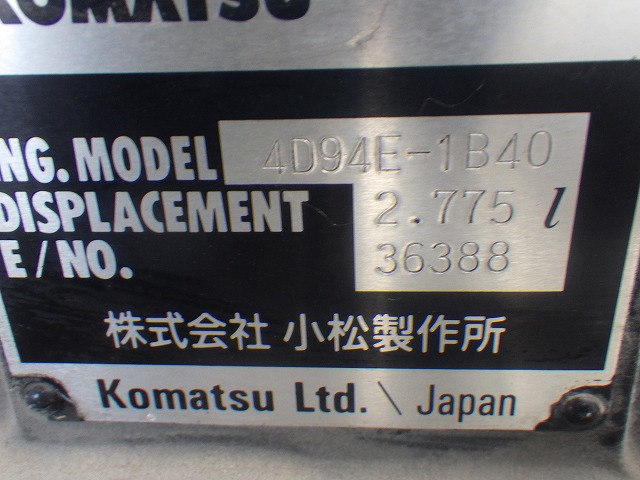 KOMATSU
NG. MODEL 4D94E-1B40
DISPLACEMENT 2.775 l
E/NO. 36388
株式会社 小松製作所
Komatsu Ltd. \ Japan